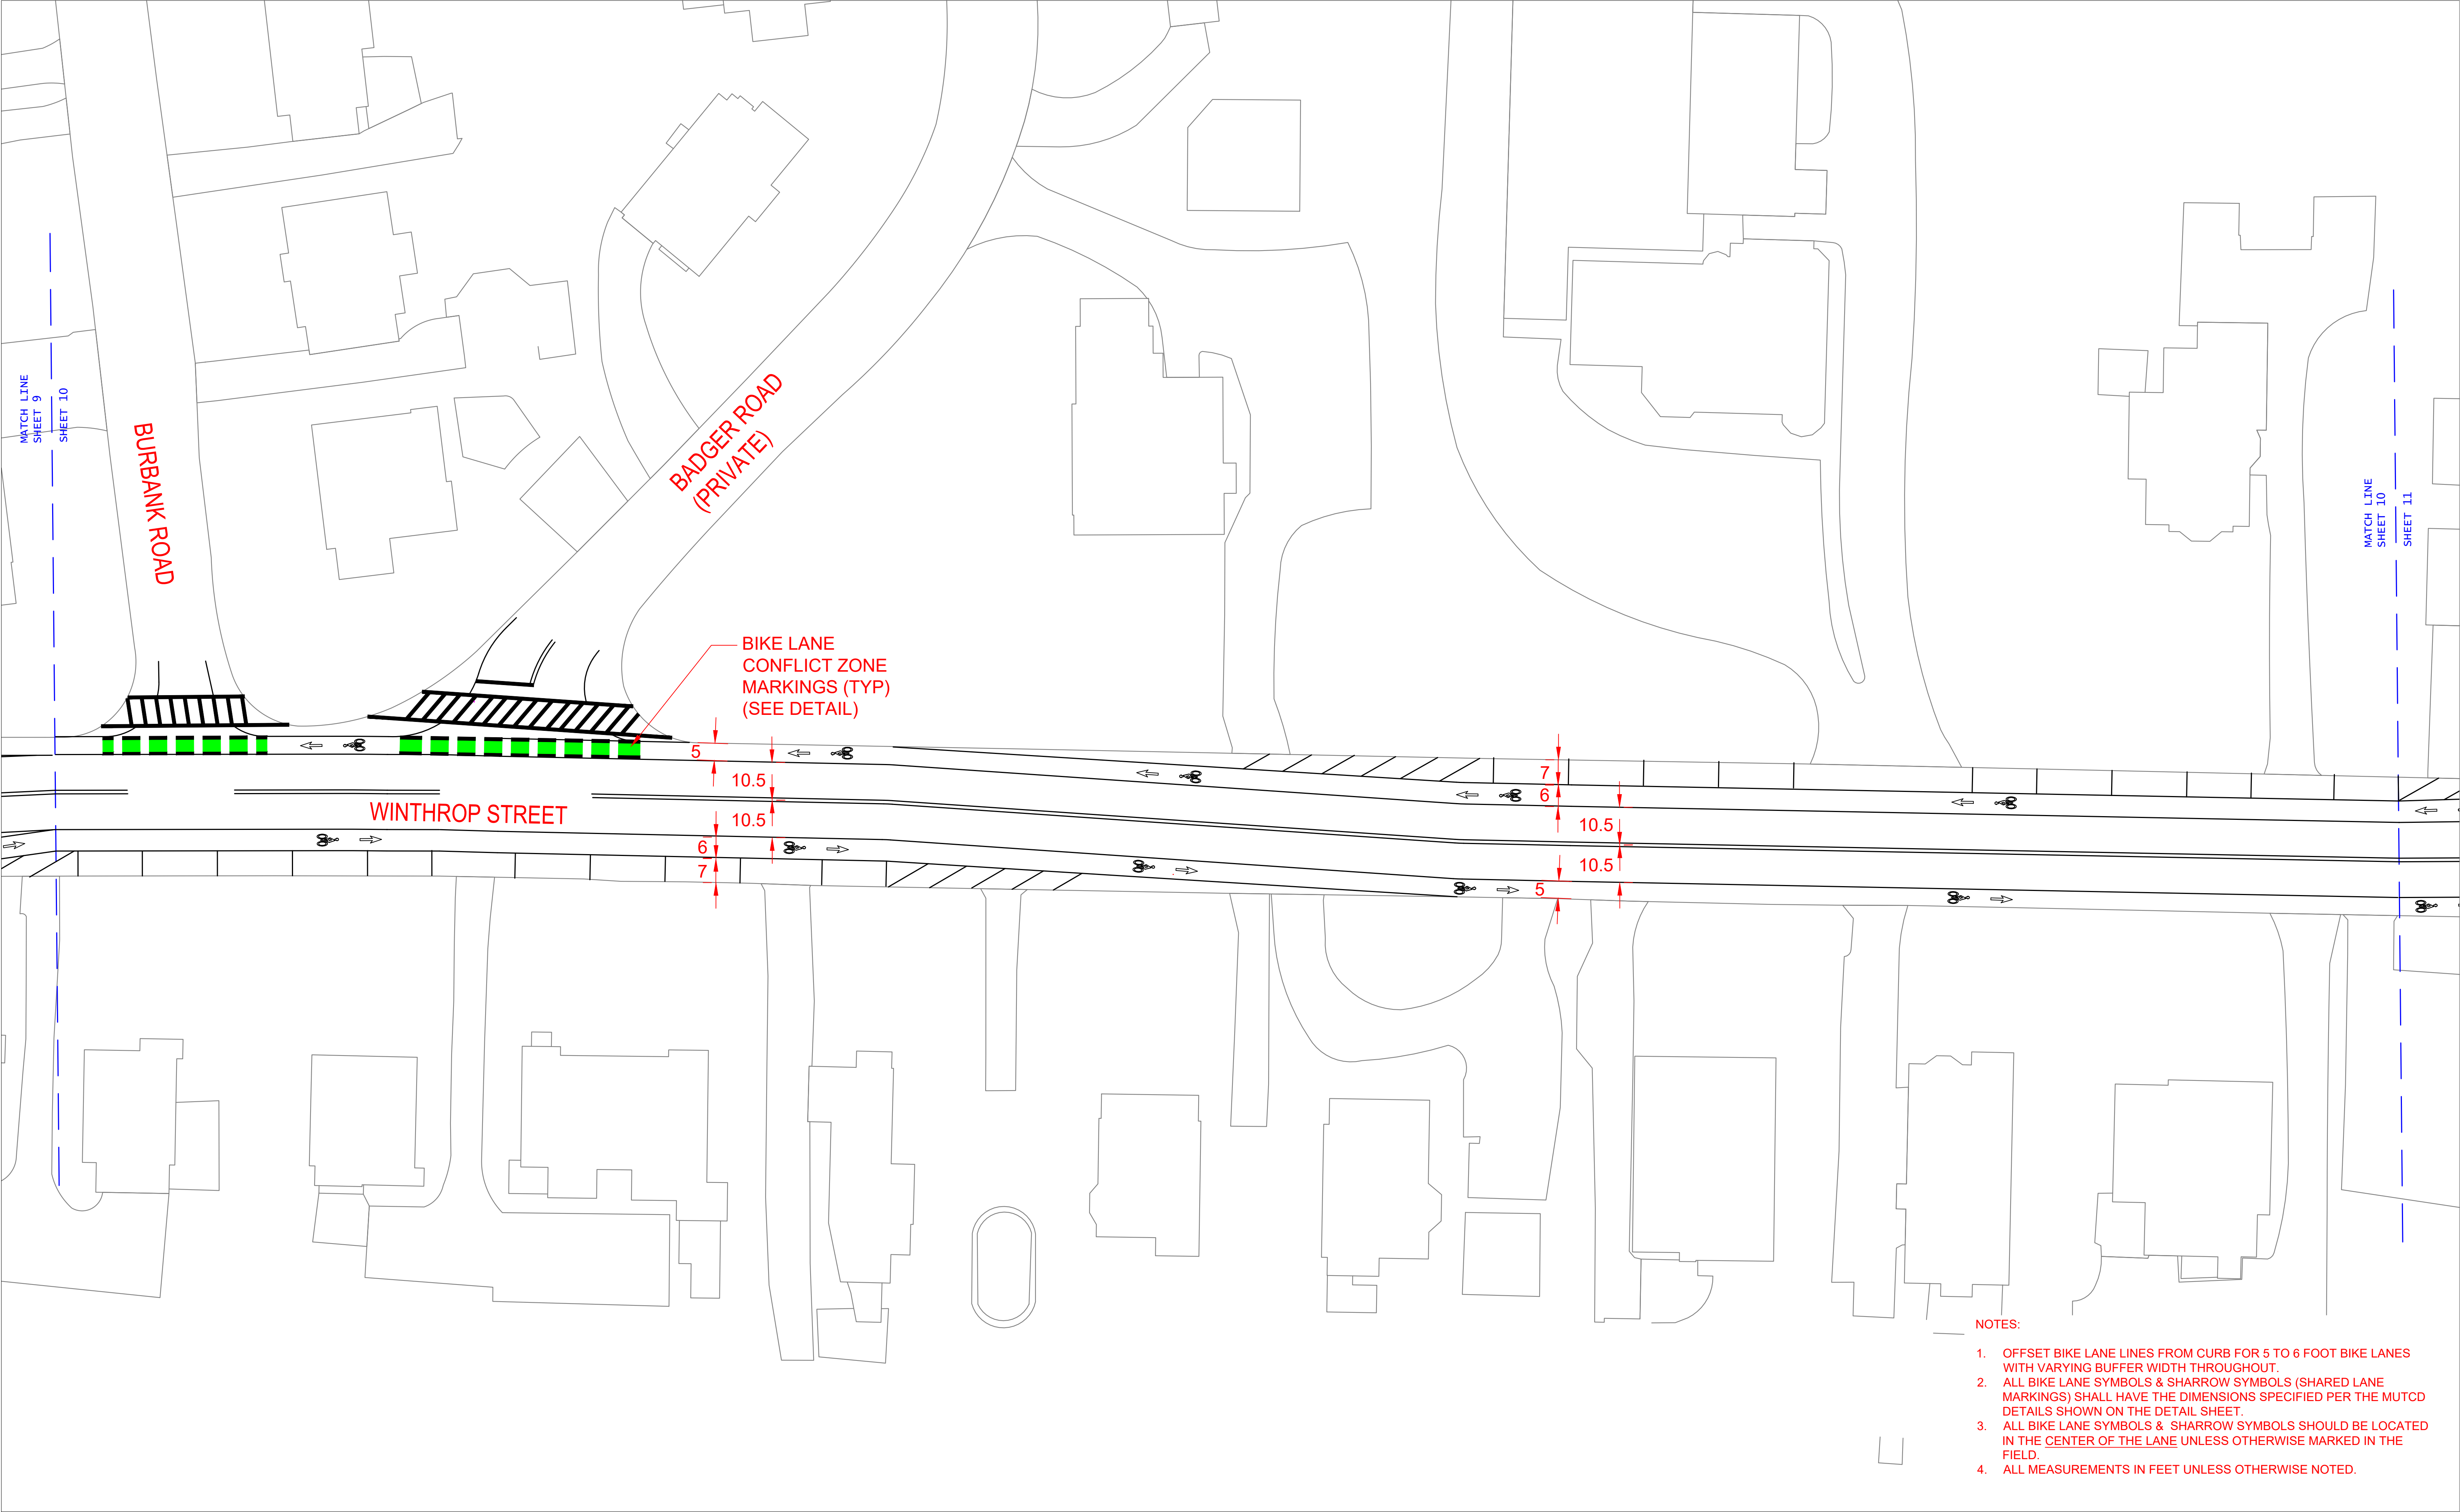 MATCH LINE
SHEET 9
SHEET 10
BURBANK ROAD
BADGER ROAD
(PRIVATE)
MATCH LINE
SHEET 10
SHEET 11
BIKE LANE
CONFLICT ZONE
MARKINGS (TYP)
(SEE DETAIL)
5
10.5
10.5
6
7
WINTHROP STREET
7
6
10.5
10.5
5
NOTES:
1. OFFSET BIKE LANE LINES FROM CURB FOR 5 TO 6 FOOT BIKE LANES
WITH VARYING BUFFER WIDTH THROUGHOUT.
2. ALL BIKE LANE SYMBOLS & SHARROW SYMBOLS (SHARED LANE
MARKINGS) SHALL HAVE THE DIMENSIONS SPECIFIED PER THE MUTCD
DETAILS SHOWN ON THE DETAIL SHEET.
3. ALL BIKE LANE SYMBOLS & SHARROW SYMBOLS SHOULD BE LOCATED
IN THE CENTER OF THE LANE UNLESS OTHERWISE MARKED IN THE
FIELD.
4. ALL MEASUREMENTS IN FEET UNLESS OTHERWISE NOTED.